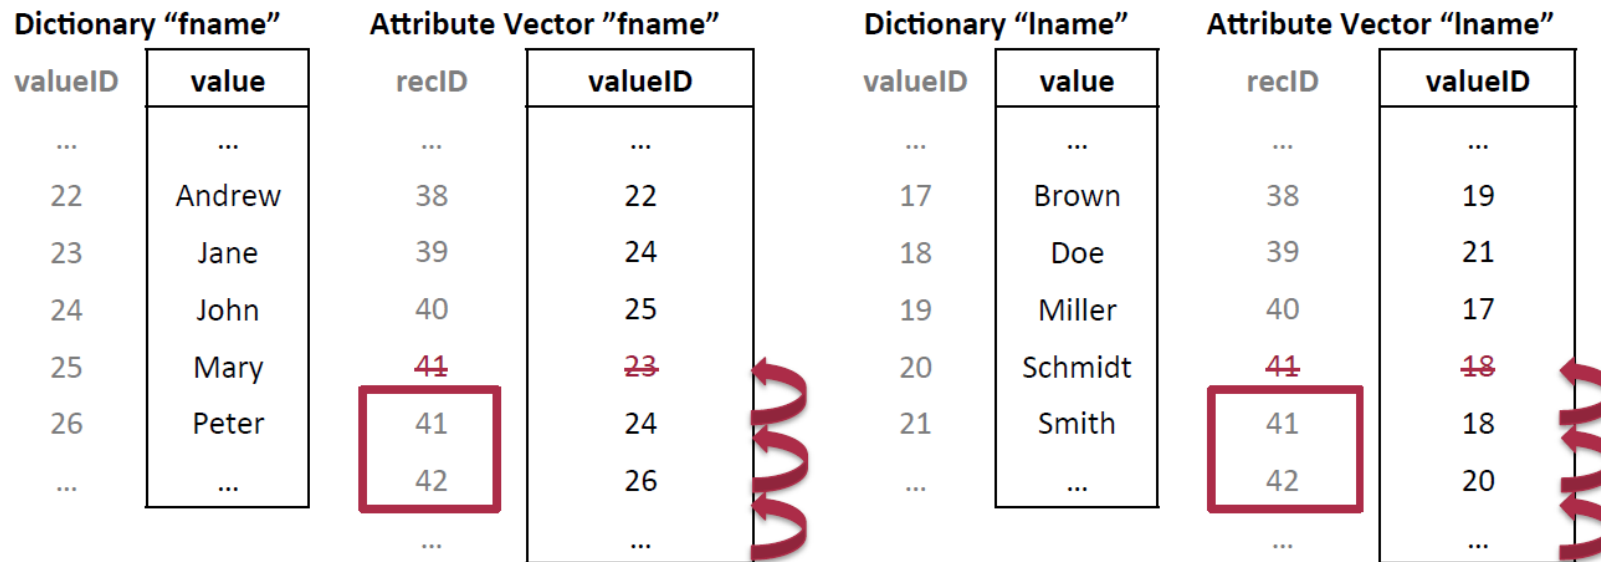 Dictionary “fname” Attribute Vector ”fname” Dictionary “lname” Attribute Vector “lname”
valueID value recID valueID valueID value recID valueID
... ... ... ... ... ... ... ...
22 Andrew 38 22 17 Brown 38 19
23 Jane 39 24 18 Doe 39 21
24 John 40 25 19 Miller 40 17
25 Mary 41 23 20 Schmidt 41 18
26 Peter 41 24 21 Smith 41 18
... ... 42 26 ... ... 42 20
... ... ... ...